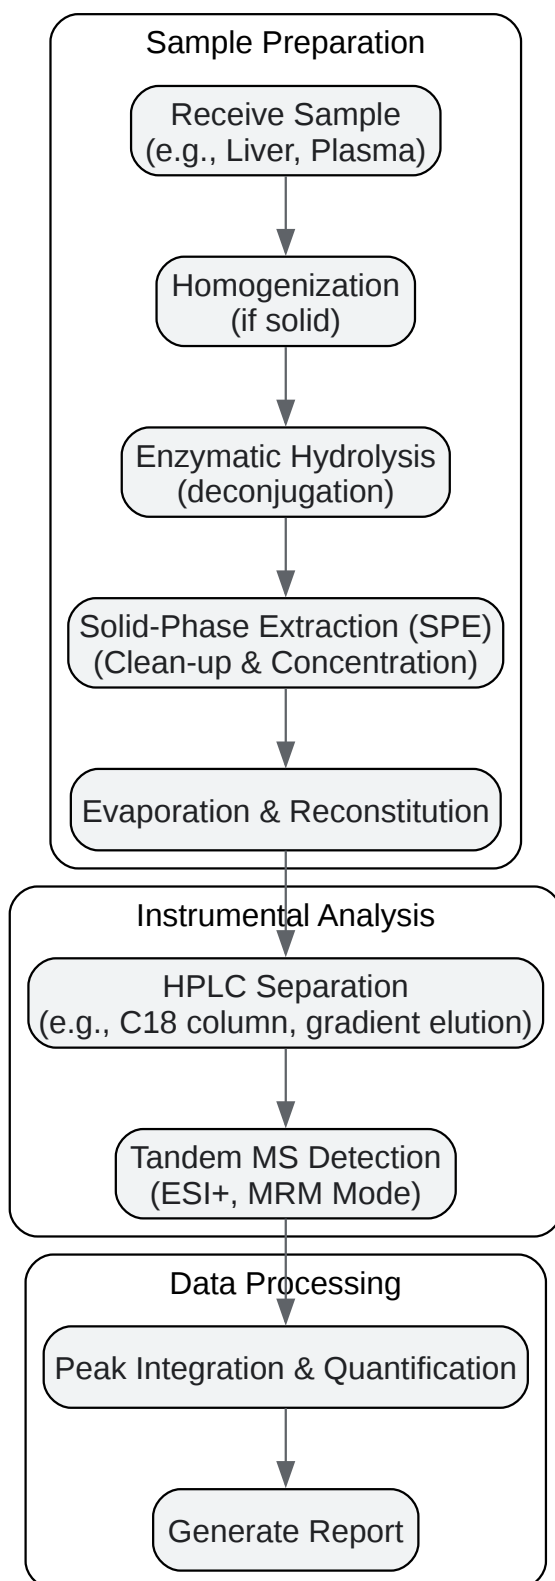 Sample Preparation
Receive Sample
(e.g., Liver, Plasma)
Homogenization
(if solid)
Enzymatic Hydrolysis
(deconjugation)
Solid-Phase Extraction (SPE)
(Clean-up & Concentration)
Evaporation & Reconstitution
Instrumental Analysis
HPLC Separation
(e.g., C18 column, gradient elution)
Tandem MS Detection
(ESI+, MRM Mode)
Data Processing
Peak Integration & Quantification
Generate Report